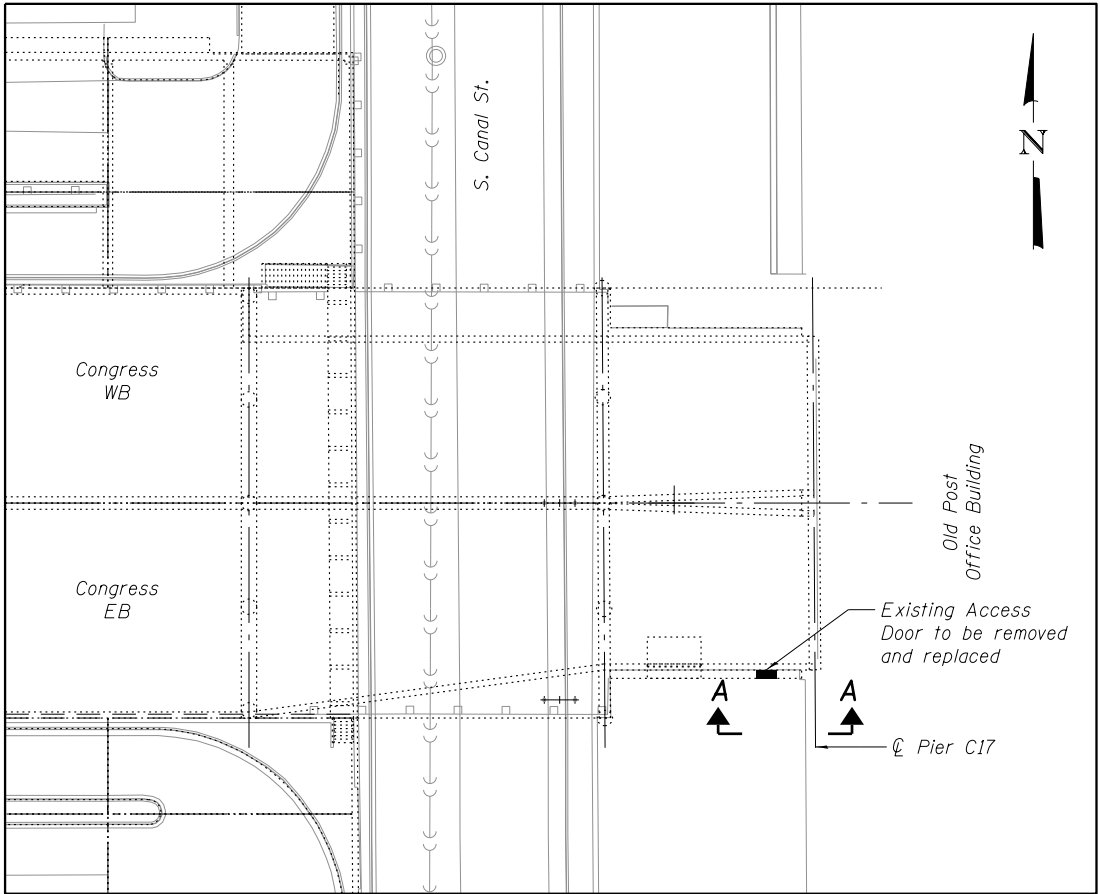 S. Canal St.
N
Congress
WB
Old Post
Office Building
Congress
EB
Existing Access
Door to be removed
and replaced
A
A
℄ Pier C17